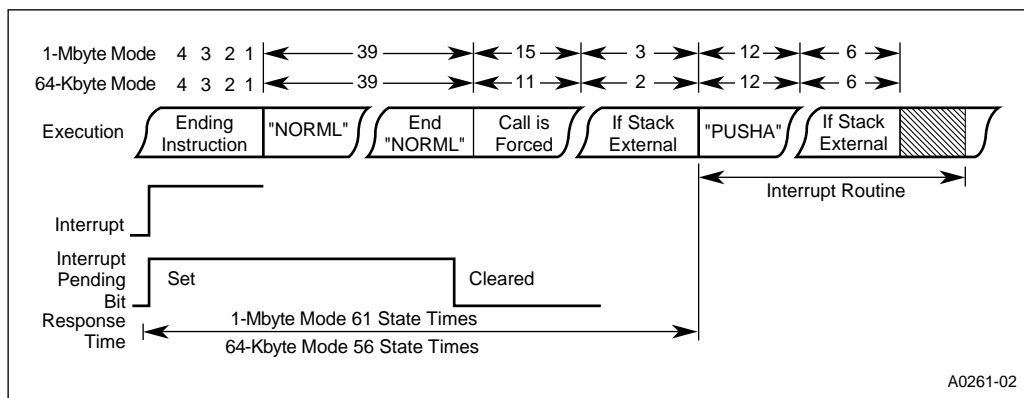 1-Mbyte Mode 4 3 2 1 39 15 3 12 6
64-Kbyte Mode 4 3 2 1 39 11 2 12 6
Execution
Ending
Instruction
"NORML"
End
"NORML"
Call is
Forced
If Stack
External
"PUSHA"
If Stack
External
Interrupt Routine
Interrupt
Interrupt
Pending
Bit
Set
Cleared
Response
Time
1-Mbyte Mode 61 State Times
64-Kbyte Mode 56 State Times
A0261-02